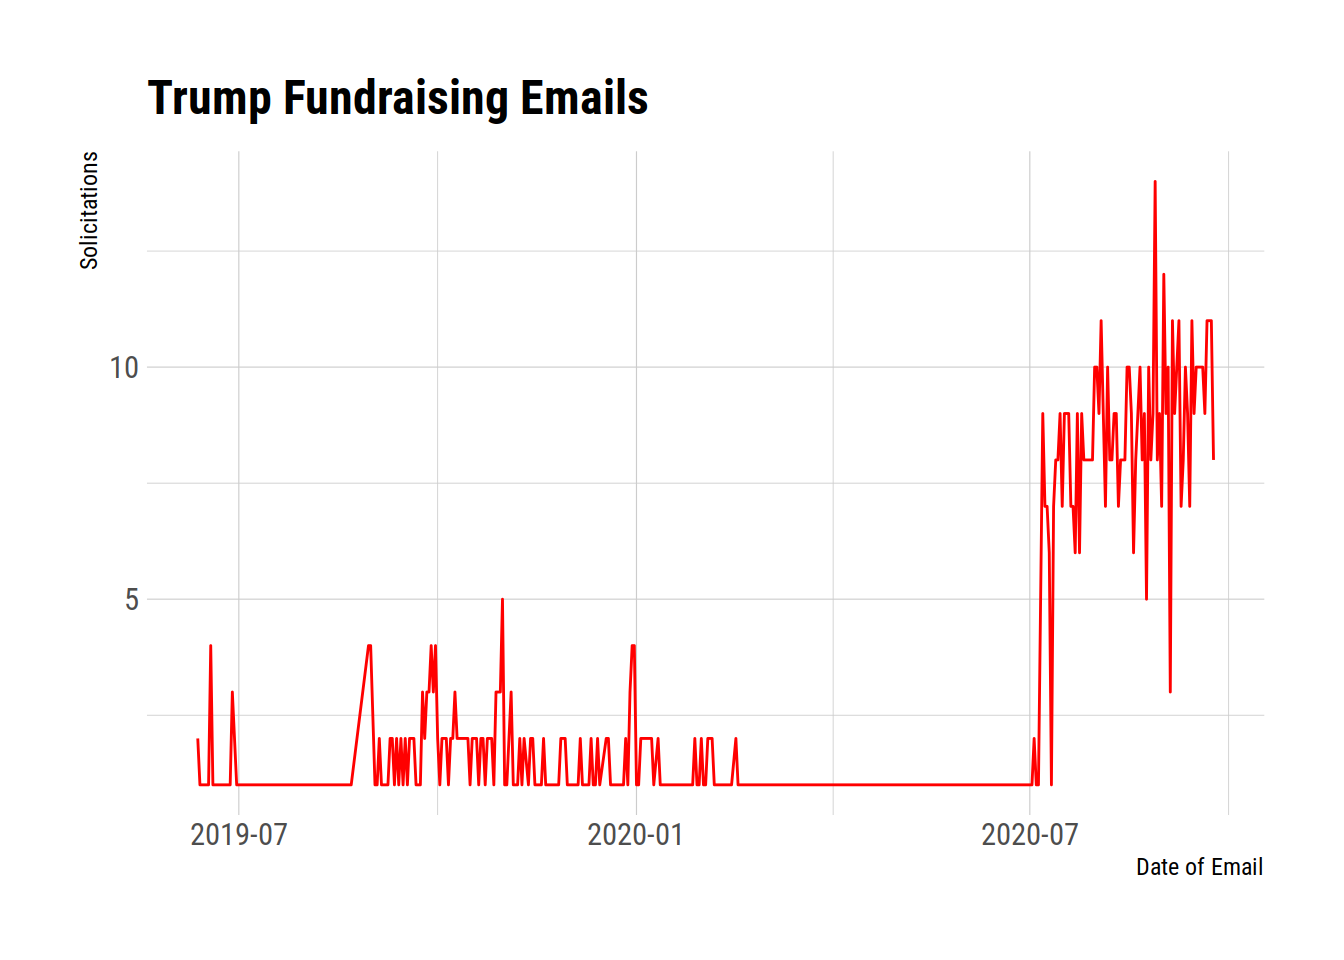 Trump Fundraising Emails
Solicitations
10
5
2019-07
2020-01
2020-07
Date of Email